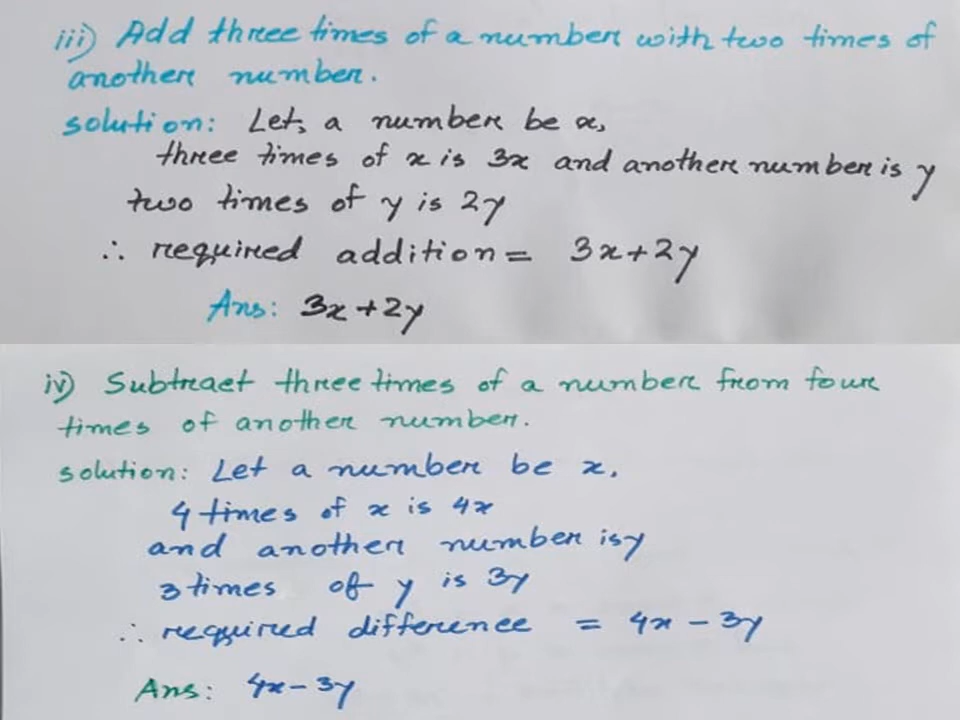 iii) Add three times of a number with two times of
another number.
solution: Let, a number be x,
three times of x is 3x and another number is y
two times of y is 2y
∴ required addition = 3x+2y
Ans: 3x+2y
iv) Subtract three times of a number from four
times of another number.
solution: Let a number be x,
4 times of x is 4x
and another number is y
3 times of y is 3y
∴ required difference = 4x-3y
Ans: 4x-3y